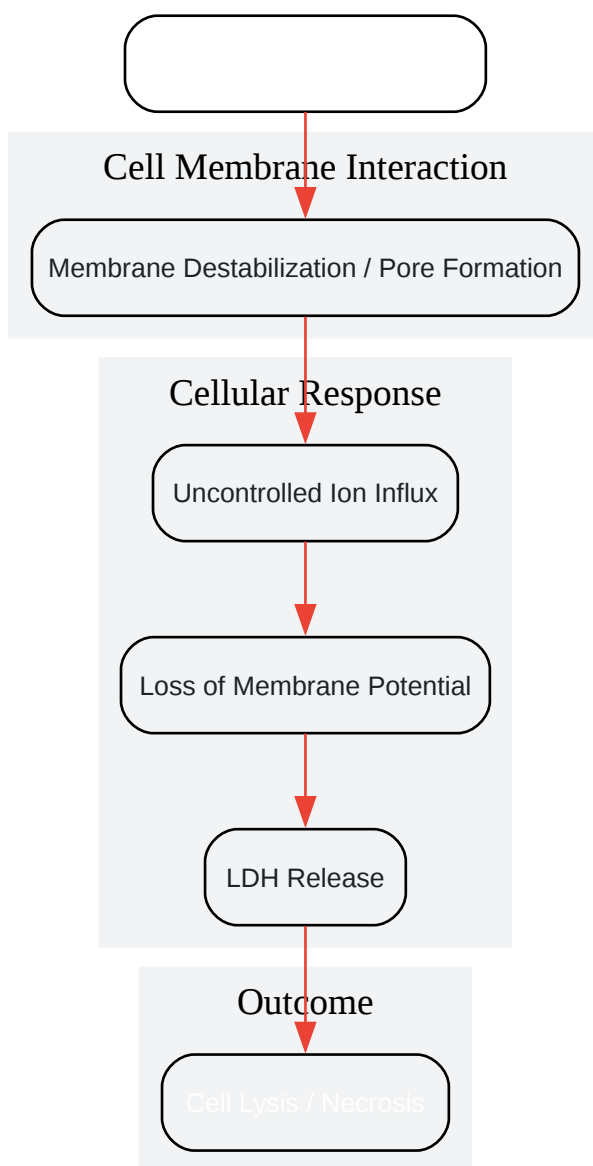 Cell Membrane Interaction
Membrane Destabilization / Pore Formation
Cellular Response
Uncontrolled Ion Influx
Loss of Membrane Potential
LDH Release
Outcome
Cell Lysis / Necrosis